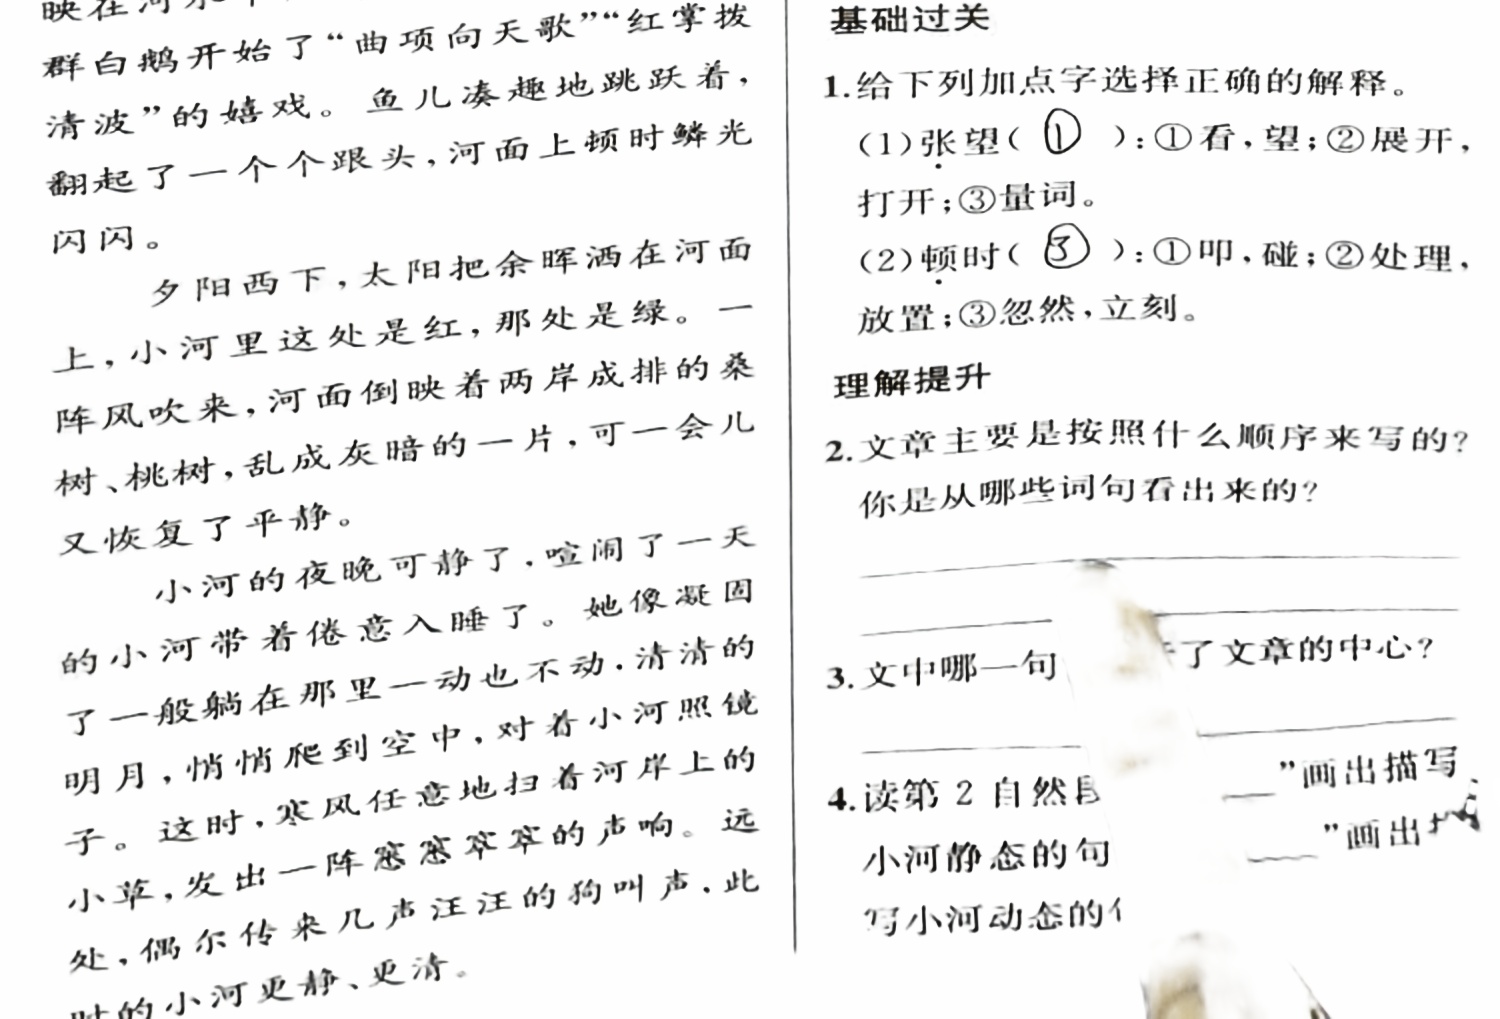 映在河水中
群白鹅开始了“曲项向天歌”“红掌拨
清波”的嬉戏。鱼儿凑趣地跳跃着，
翻起了一个个跟头，河面上顿时鳞光
闪闪。
夕阳西下，太阳把余晖洒在河面
上，小河里这处是红，那处是绿。一
阵风吹来，河面倒映着两岸成排的桑
树、桃树，乱成灰暗的一片，可一会儿
又恢复了平静。
小河的夜晚可静了，喧闹了一天
的小河带着倦意入睡了。她像凝固
了一般躺在那里一动也不动，清清的
明月，悄悄爬到空中，对着小河照镜
子。这时，寒风任意地扫着河岸上的
小草，发出一阵窸窸窣窣的声响。远
处，偶尔传来几声汪汪的狗叫声，此
时的小河更静、更清。
基础过关
1.给下列加点字选择正确的解释。
(1)张望( ① )：①看，望；②展开，
打开；③量词。
(2)顿时( ③ )：①叩，碰；②处理，
放置；③忽然，立刻。
理解提升
2.文章主要是按照什么顺序来写的？
你是从哪些词句看出来的？
3.文中哪一句 了文章的中心？
4.读第2自然段 ”画出描写
小河静态的句 ”画出
写小河动态的